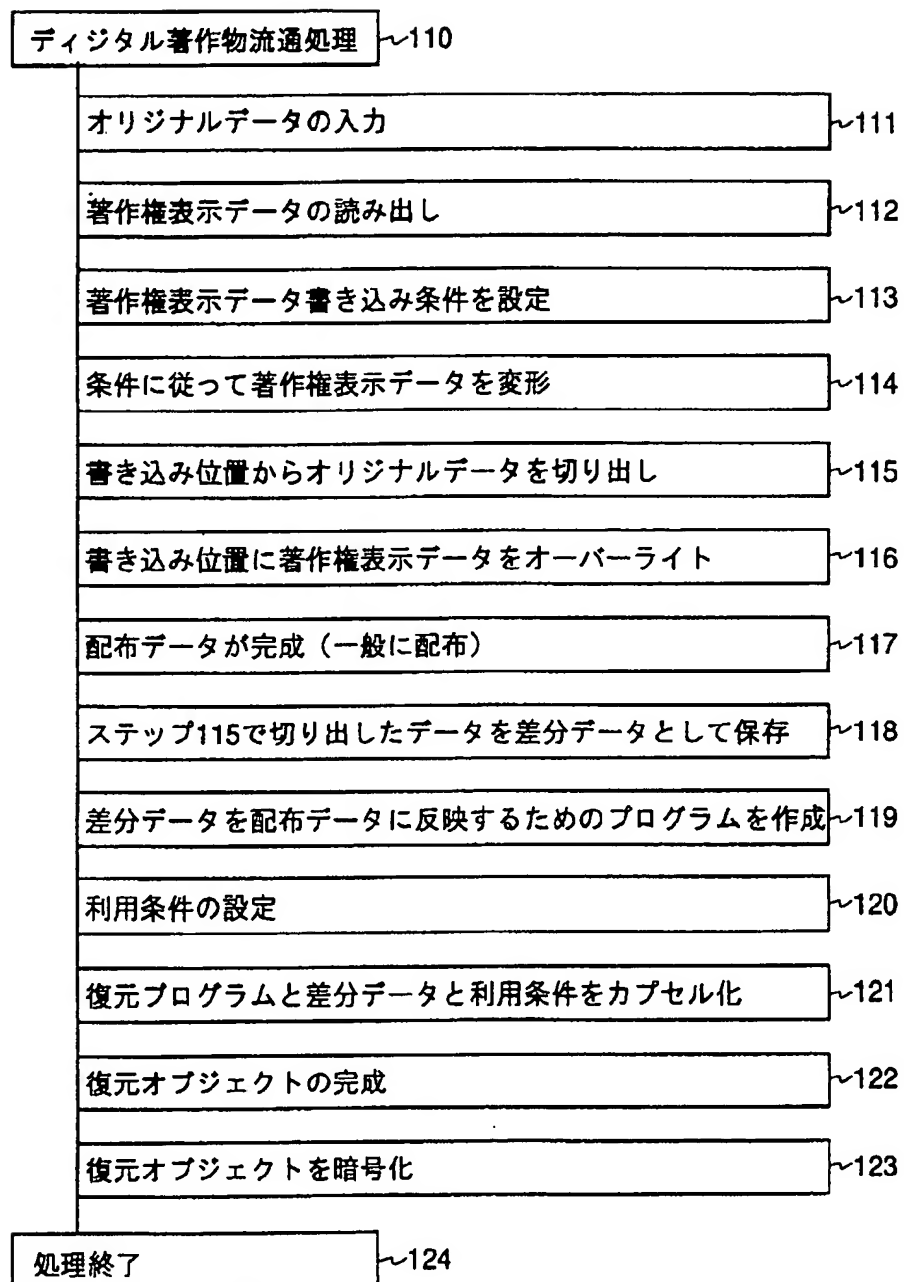 ディジタル著作物流通処理 ~110
オリジナルデータの入力 ~111
著作権表示データの読み出し ~112
著作権表示データ書き込み条件を設定 ~113
条件に従って著作権表示データを変形 ~114
書き込み位置からオリジナルデータを切り出し ~115
書き込み位置に著作権表示データをオーバーライト ~116
配布データが完成（一般に配布） ~117
ステップ115で切り出したデータを差分データとして保存 ~118
差分データを配布データに反映するためのプログラムを作成 ~119
利用条件の設定 ~120
復元プログラムと差分データと利用条件をカプセル化 ~121
復元オブジェクトの完成 ~122
復元オブジェクトを暗号化 ~123
処理終了 ~124